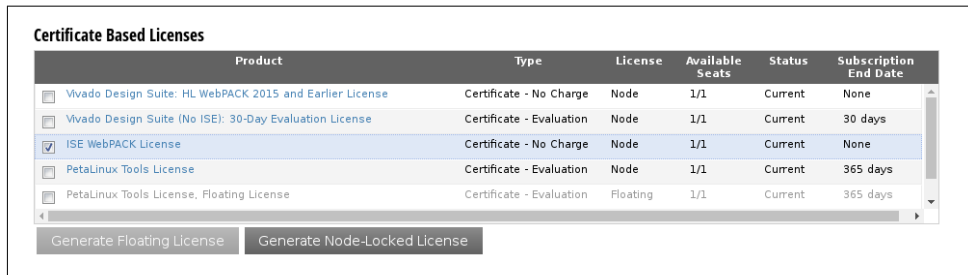 Certificate Based Licenses
Product Type License Available Seats Status Subscription End Date
Vivado Design Suite: HL WebPACK 2015 and Earlier License Certificate - No Charge Node 1/1 Current None
Vivado Design Suite (No ISE): 30-Day Evaluation License Certificate - Evaluation Node 1/1 Current 30 days
ISE WebPACK License Certificate - No Charge Node 1/1 Current None
PetaLinux Tools License Certificate - Evaluation Node 1/1 Current 365 days
PetaLinux Tools License, Floating License Certificate - Evaluation Floating 1/1 Current 365 days
Generate Floating License Generate Node-Locked License